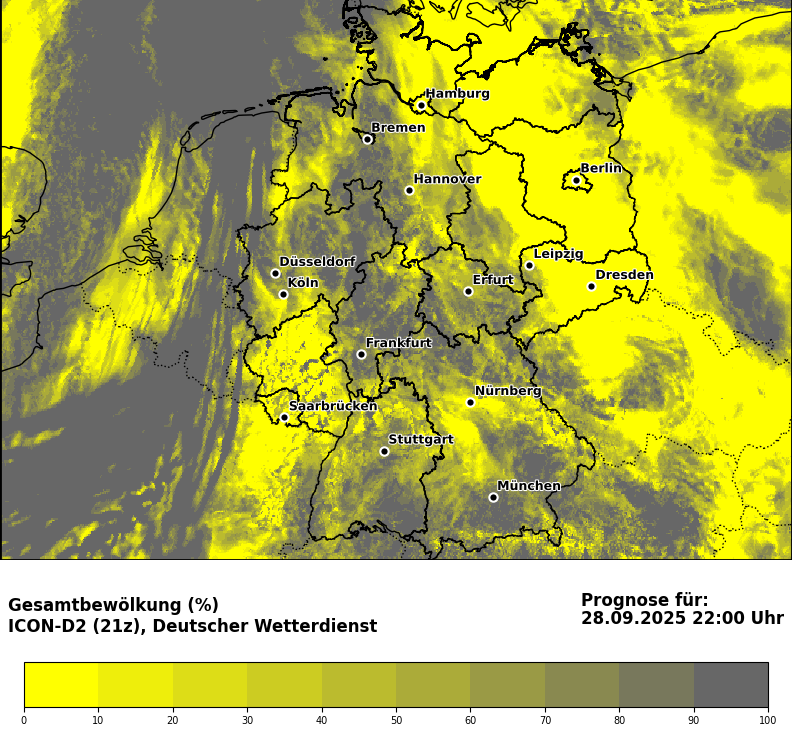 Hamburg
Bremen
Berlin
Hannover
Leipzig
Düsseldorf
Dresden
Erfurt
Köln
Frankfurt
Nürnberg
Saarbrücken
Stuttgart
München
Gesamtbewölkung (%)
ICON-D2 (21z), Deutscher Wetterdienst
Prognose für:
28.09.2025 22:00 Uhr
0 10 20 30 40 50 60 70 80 90 100